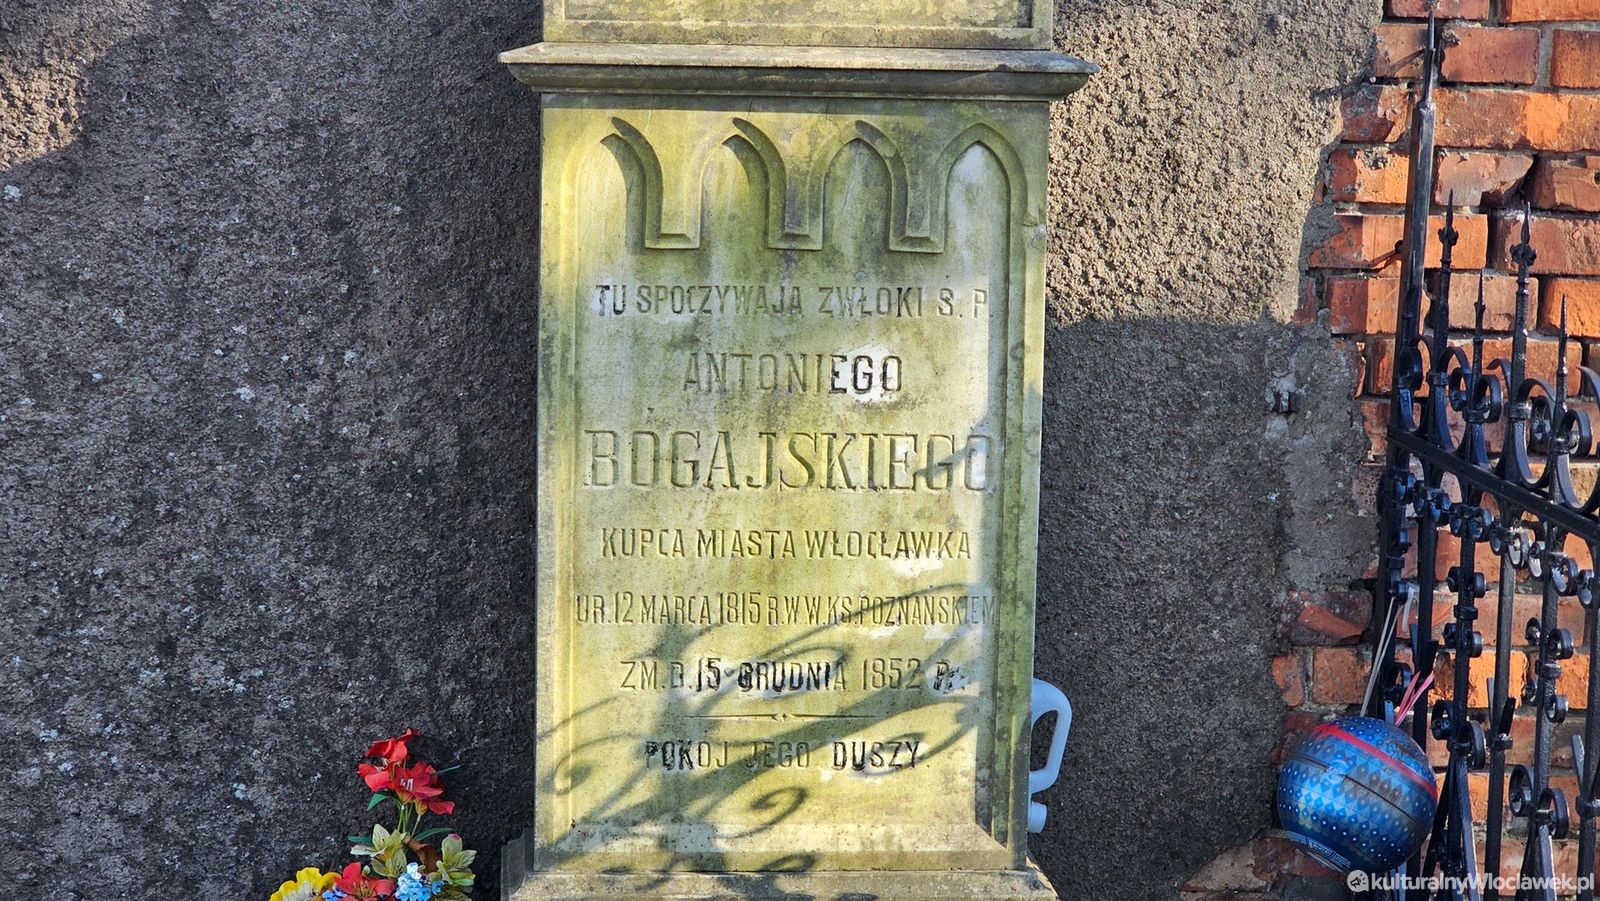 TU SPOCZYWAJĄ ZWŁOKI Ś. P.
ANTONIEGO
BOGAJSKIEGO
KUPCA MIASTA WŁOCŁAWKA
UR. 12 MARCA 1815 R. W W. KS. POZNAŃSKIEM
ZM. D. 15 GRUDNIA 1852 R.
POKÓJ JEGO DUSZY.
kulturalnyWłocławek.pl